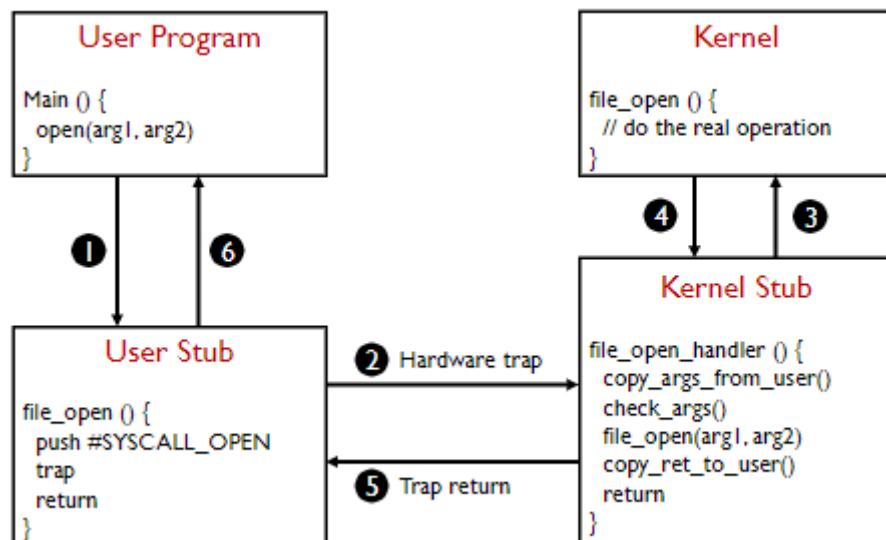 User Program
Main () {
open(arg1, arg2)
}
Kernel
file_open () {
// do the real operation
}
1
6
4
3
User Stub
file_open () {
push #SYSCALL_OPEN
trap
return
}
2 Hardware trap
5 Trap return
Kernel Stub
file_open_handler () {
copy_args_from_user()
check_args()
file_open(arg1, arg2)
copy_ret_to_user()
return
}